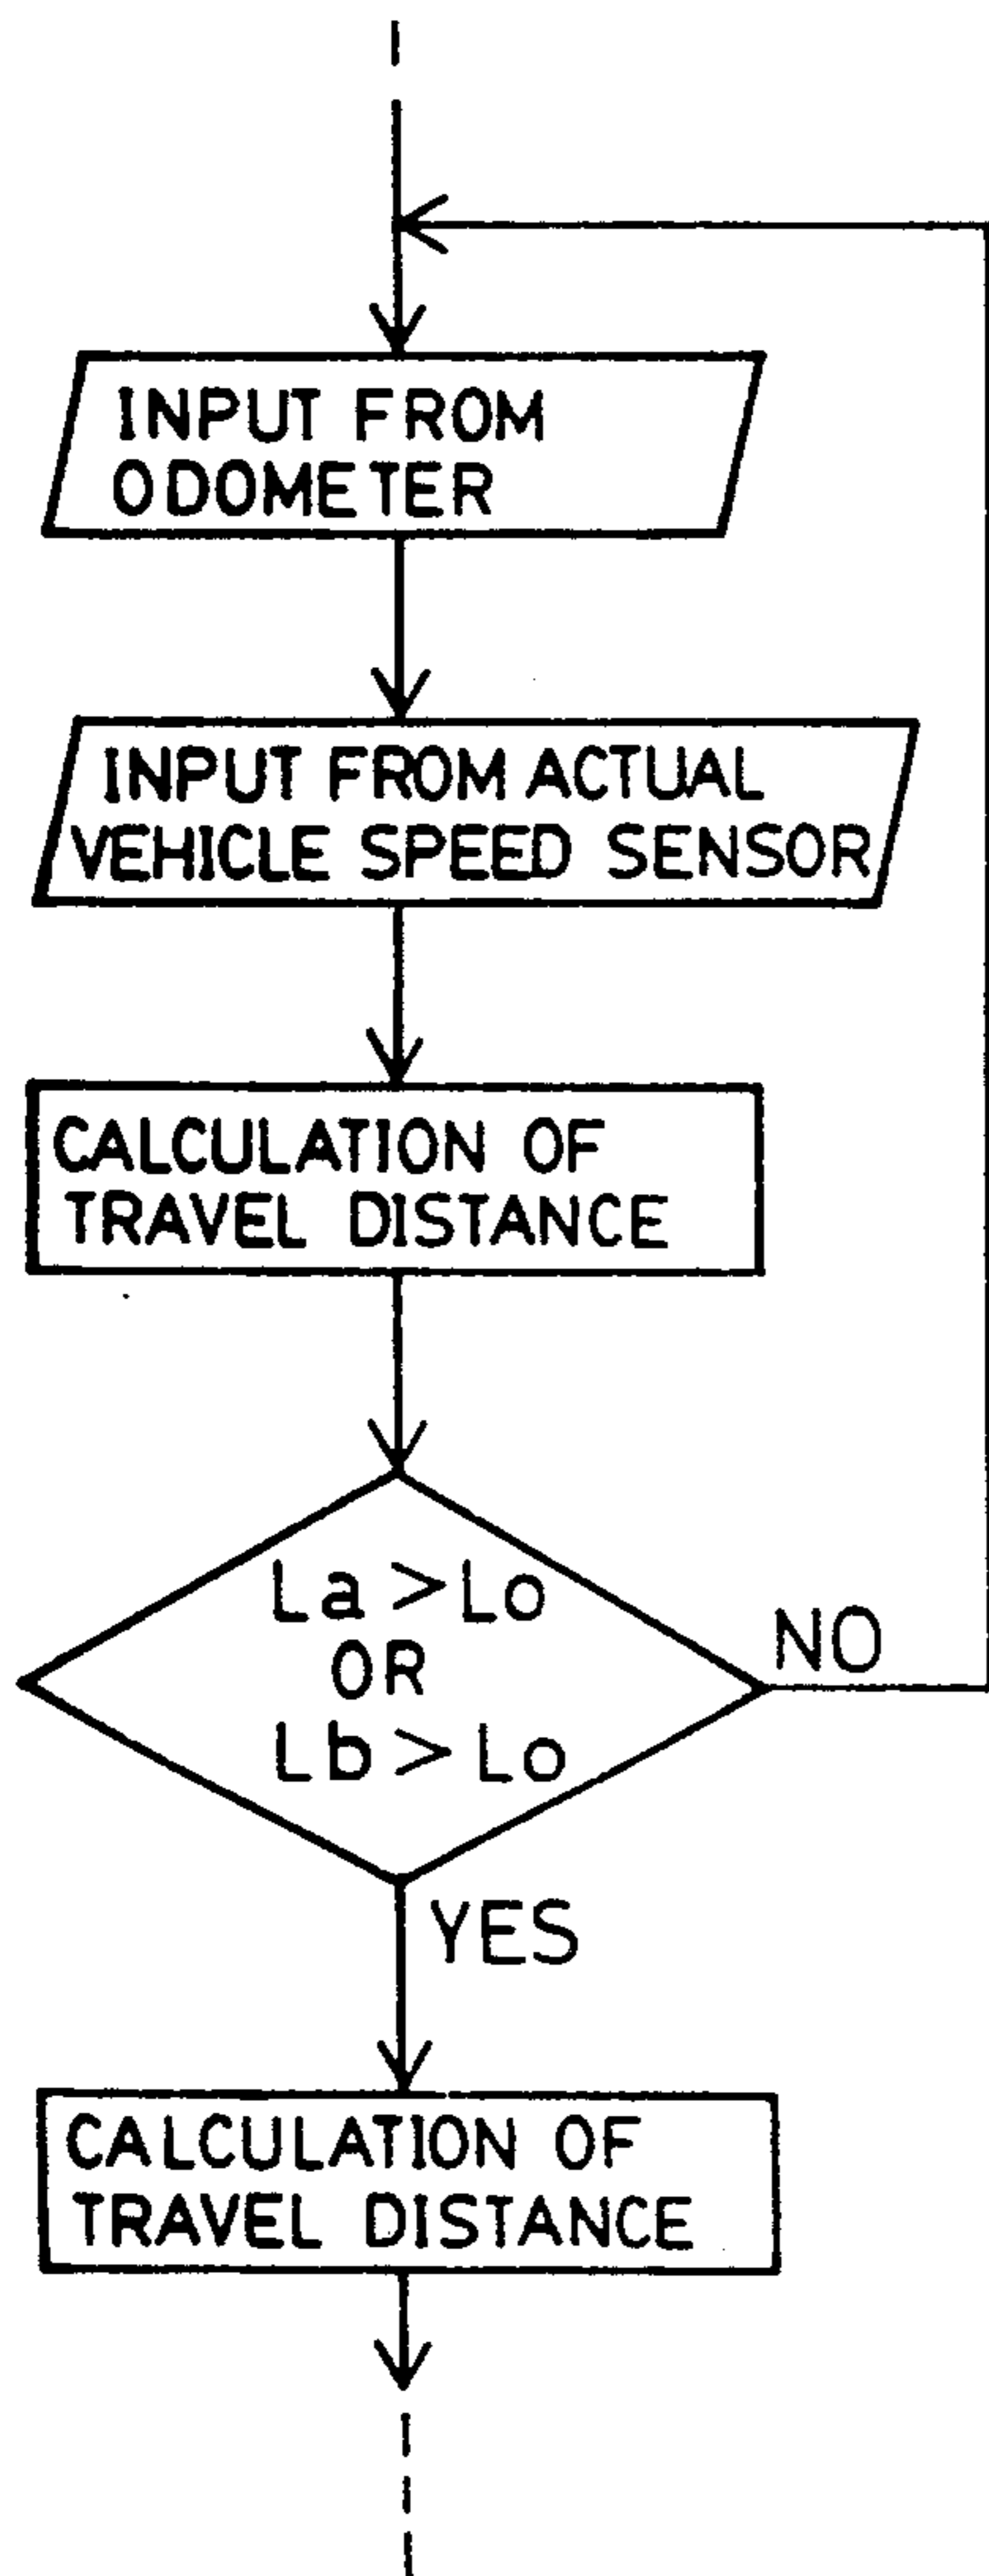 INPUT FROM
ODOMETER
INPUT FROM ACTUAL
VEHICLE SPEED SENSOR
CALCULATION OF
TRAVEL DISTANCE
La > Lo
OR
Lb > Lo
NO
YES
CALCULATION OF
TRAVEL DISTANCE